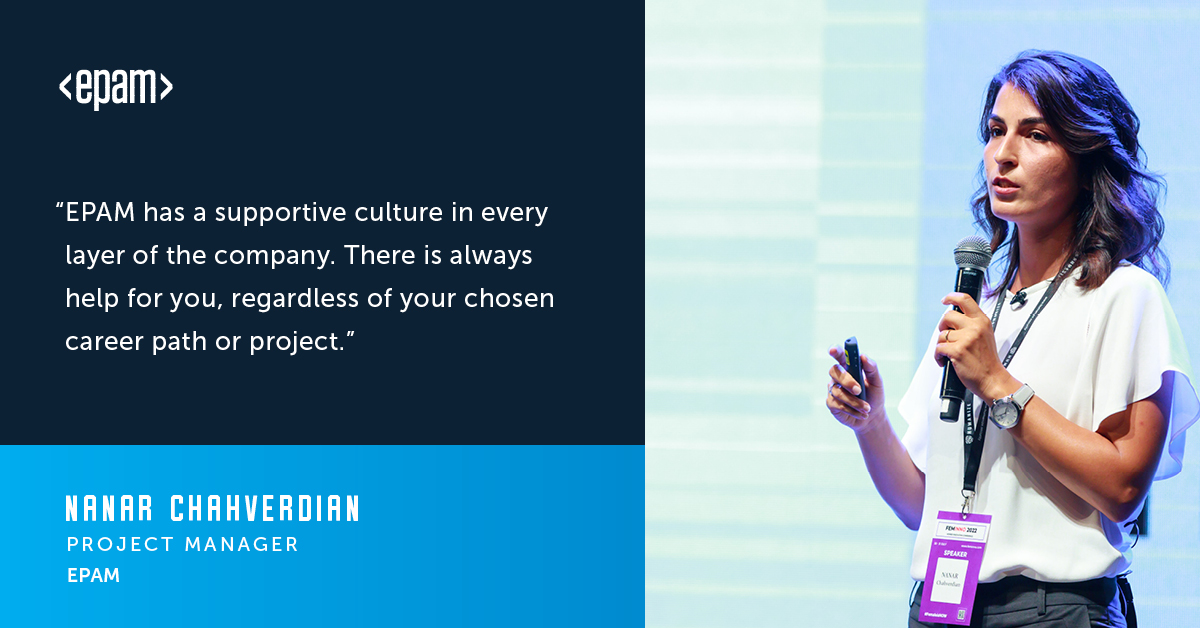 <epam>
“EPAM has a supportive culture in every
layer of the company. There is always
help for you, regardless of your chosen
career path or project.”
NANAR CHAHVERDIAN
PROJECT MANAGER
EPAM
FEMINNO 2022
SPEAKER
NANAR
Chahverdian